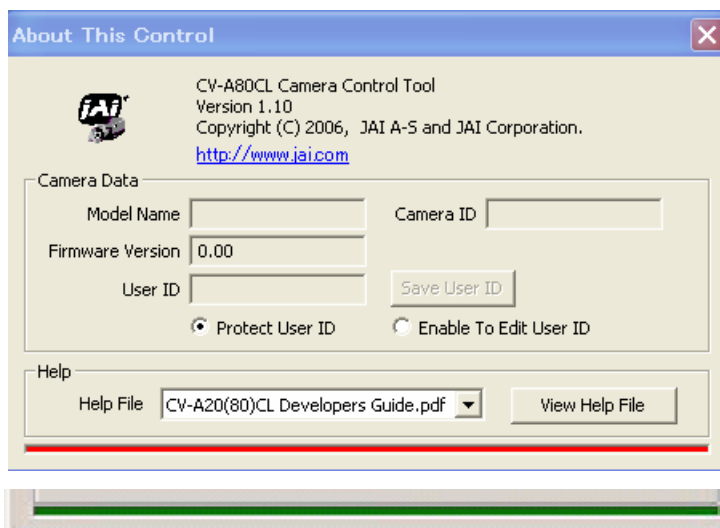 About This Control
jAi
CV-A80CL Camera Control Tool
Version 1.10
Copyright (C) 2006, JAI A-S and JAI Corporation.
http://www.jai.com
Camera Data
Model Name
Camera ID
Firmware Version 0.00
User ID
Save User ID
Protect User ID
Enable To Edit User ID
Help
Help File CV-A20(80)CL Developers Guide.pdf
View Help File